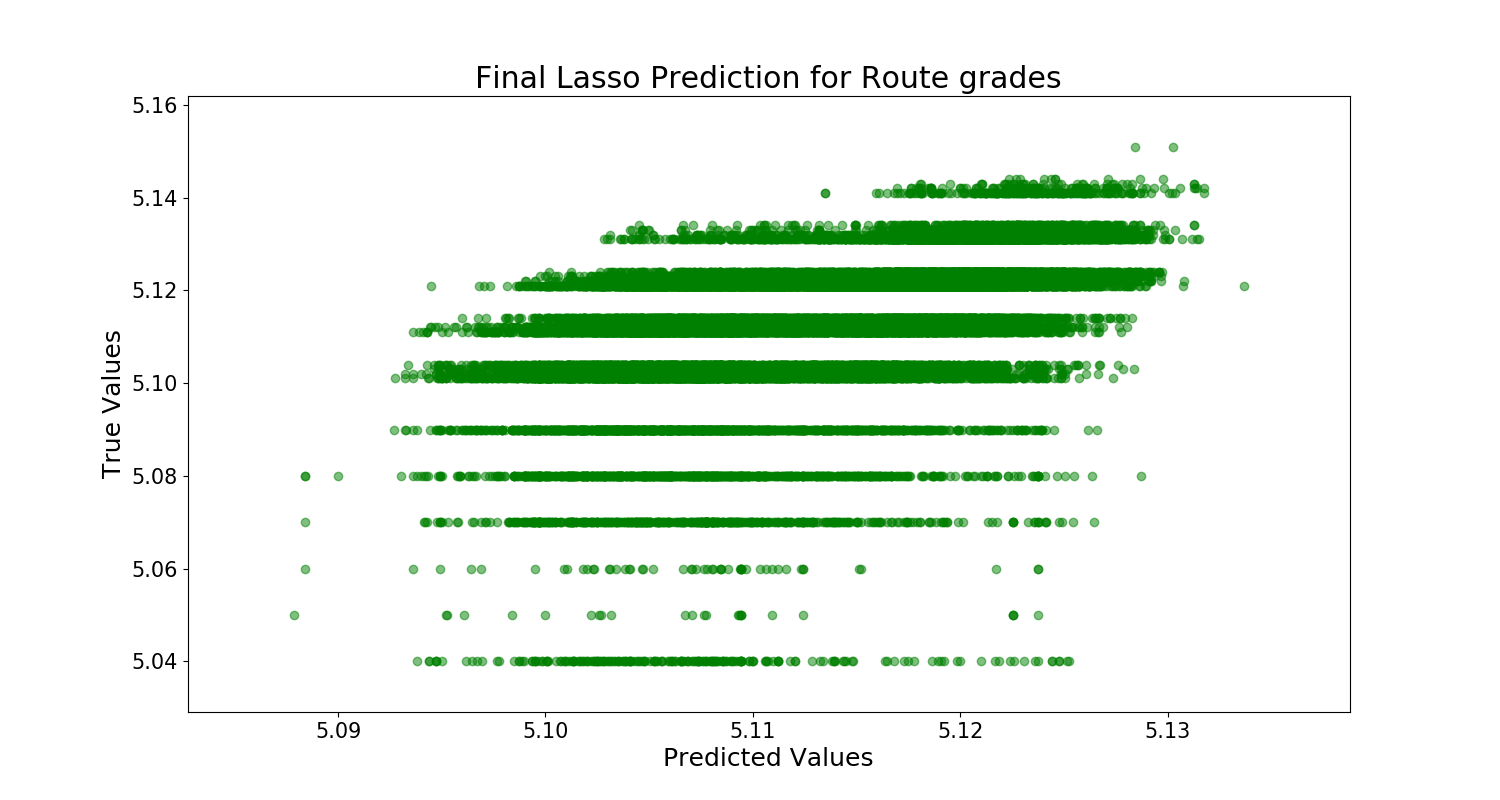 Final Lasso Prediction for Route grades
5.16
5.14
5.12
5.10
5.08
5.06
5.04
True Values
5.09 5.10 5.11 5.12 5.13
Predicted Values